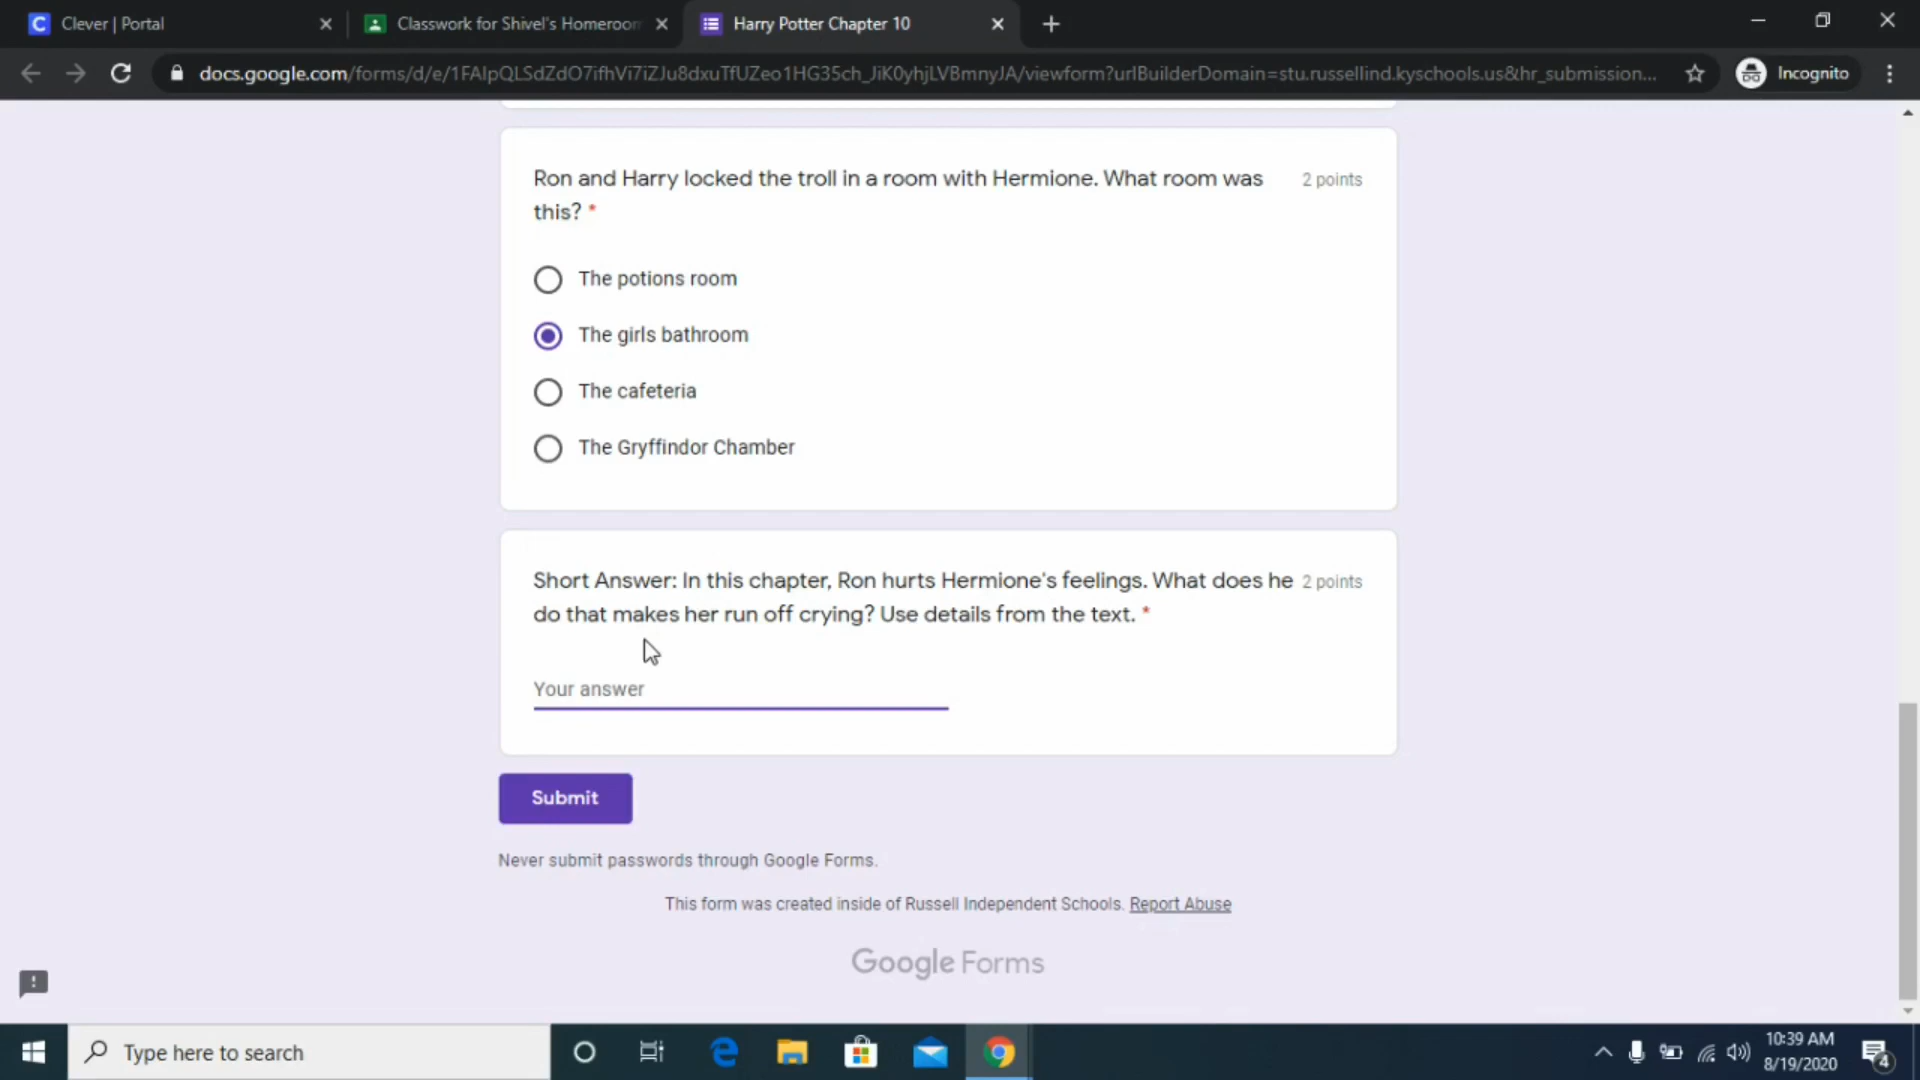 Clever | Portal
Classwork for Shivel's Homeroom
Harry Potter Chapter 10
docs.google.com/forms/d/e/1FAIpQLSdZdO7ifhVi7iZJu8dxuTfUZeo1HG35ch_JiK0yhjLVBmnyJA/viewform?urlBuilderDomain=stu.russellind.kyschools.us&hr_submission...
Incognito
Ron and Harry locked the troll in a room with Hermione. What room was
this? *
2 points
The potions room
The girls bathroom
The cafeteria
The Gryffindor Chamber
Short Answer: In this chapter, Ron hurts Hermione's feelings. What does he
do that makes her run off crying? Use details from the text. *
2 points
Your answer
Submit
Never submit passwords through Google Forms.
This form was created inside of Russell Independent Schools. Report Abuse
Google Forms
Type here to search
10:39 AM
8/19/2020
4